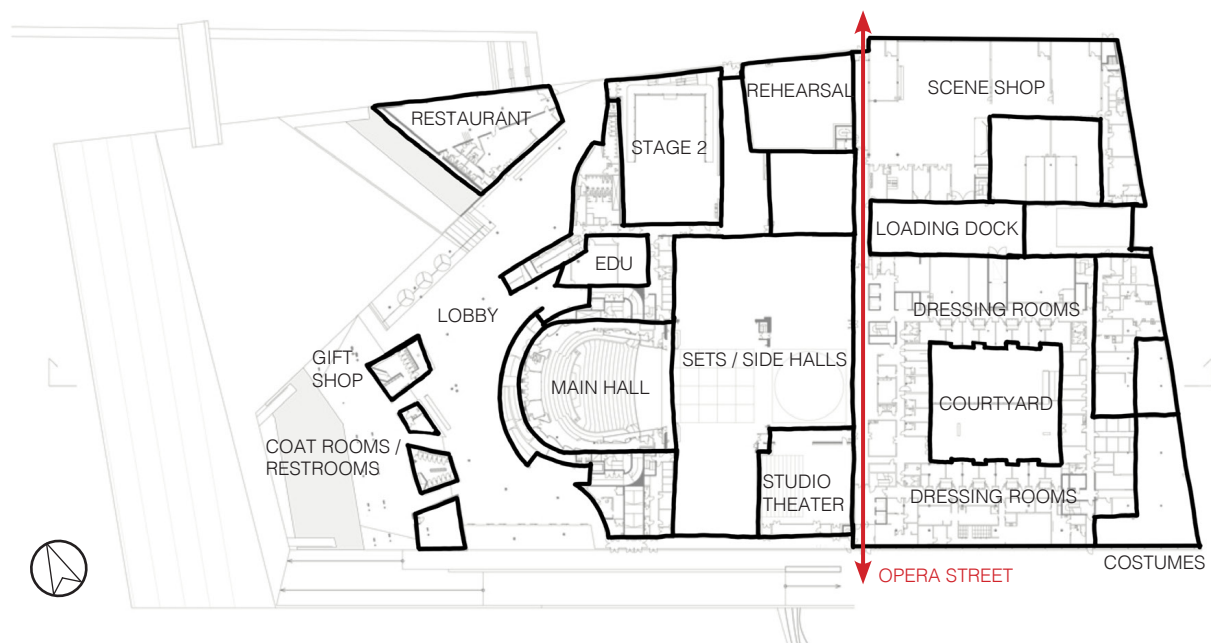 REHEARSAL
SCENE SHOP
RESTAURANT
STAGE 2
LOADING DOCK
EDU
LOBBY
DRESSING ROOMS
GIFT
SHOP
MAIN HALL
SETS / SIDE HALLS
COURTYARD
COAT ROOMS /
RESTROOMS
STUDIO
THEATER
DRESSING ROOMS
COSTUMES
OPERA STREET